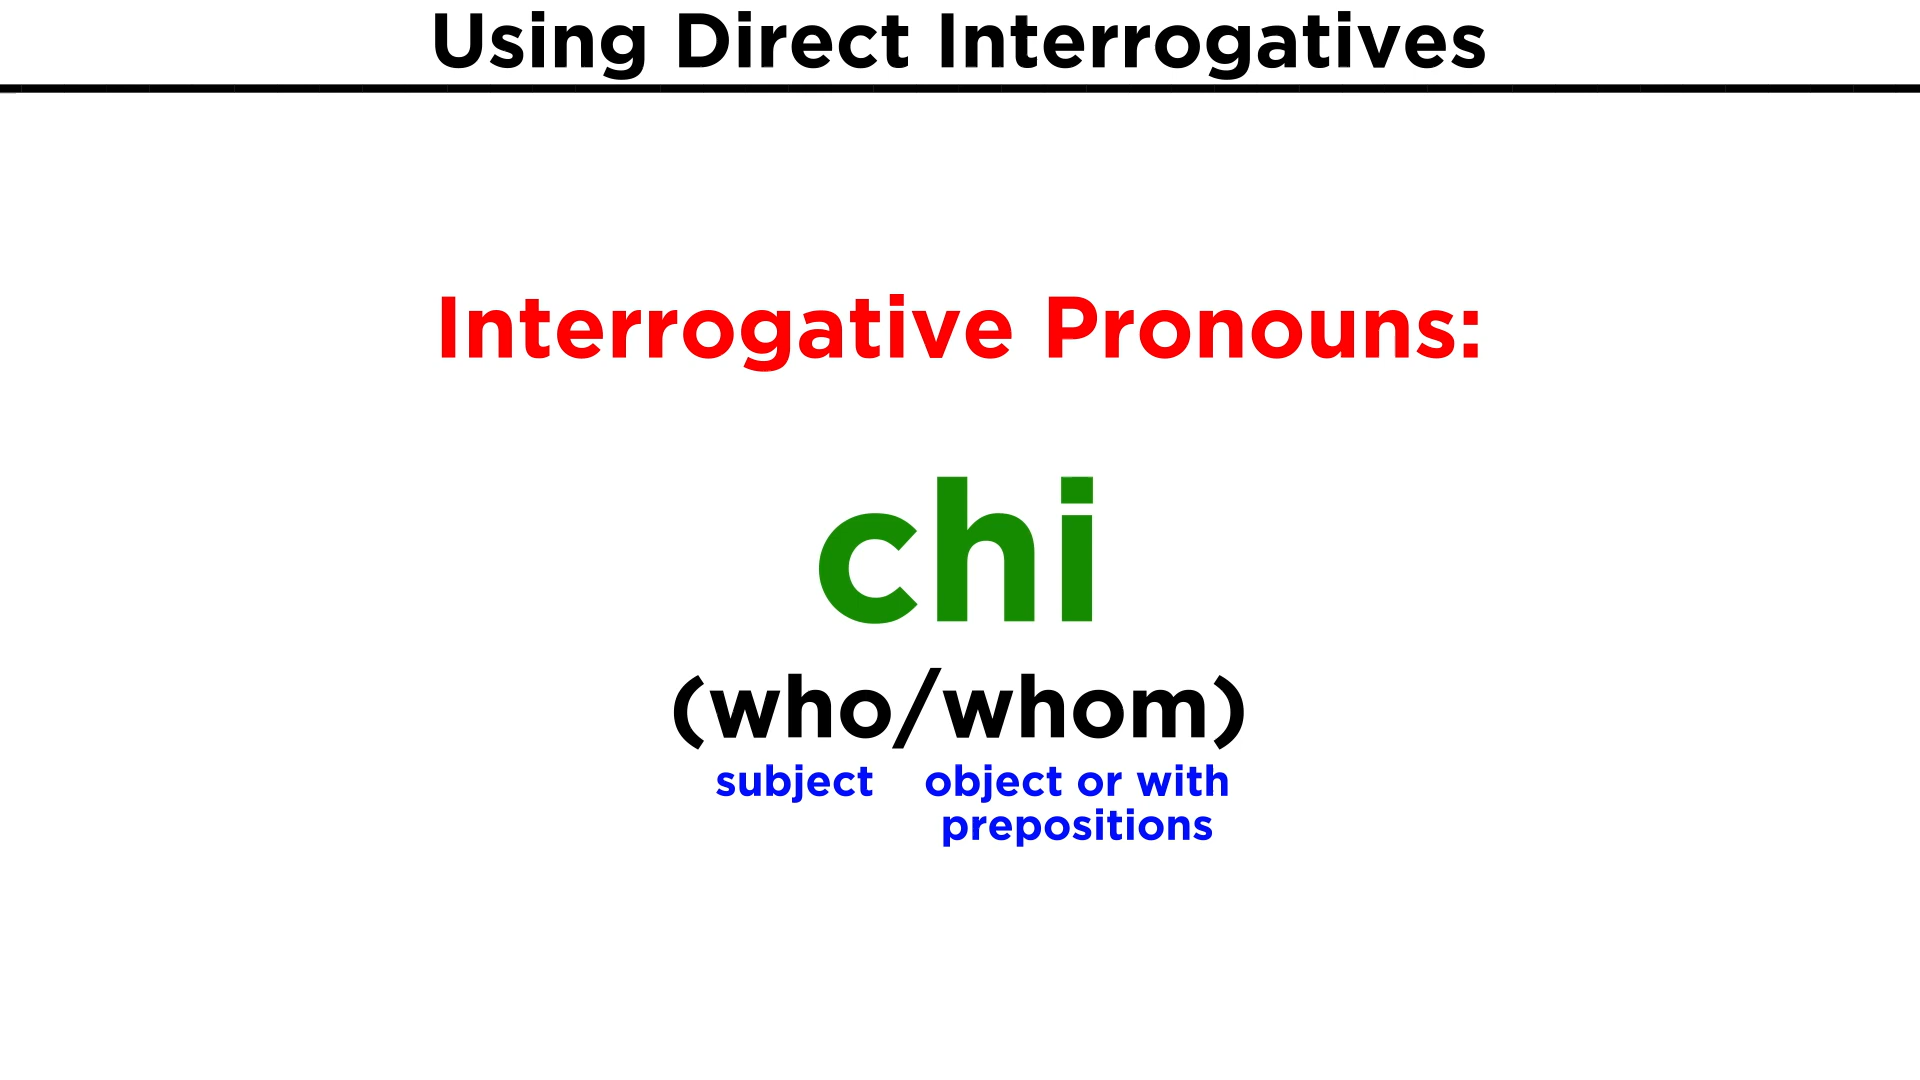 Using Direct Interrogatives
Interrogative Pronouns:
chi
(who/whom)
subject object or with
prepositions